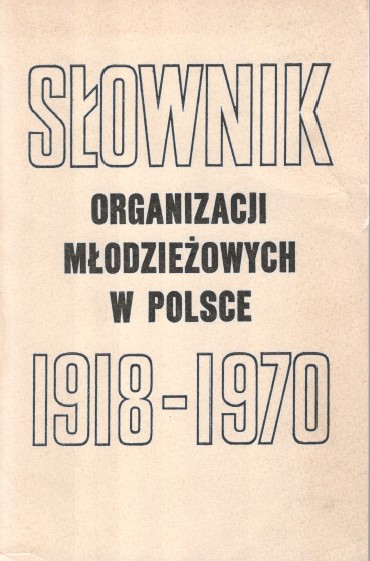 SŁOWNIK
ORGANIZACJI
MŁODZIEŻOWYCH
W POLSCE
1918-1970